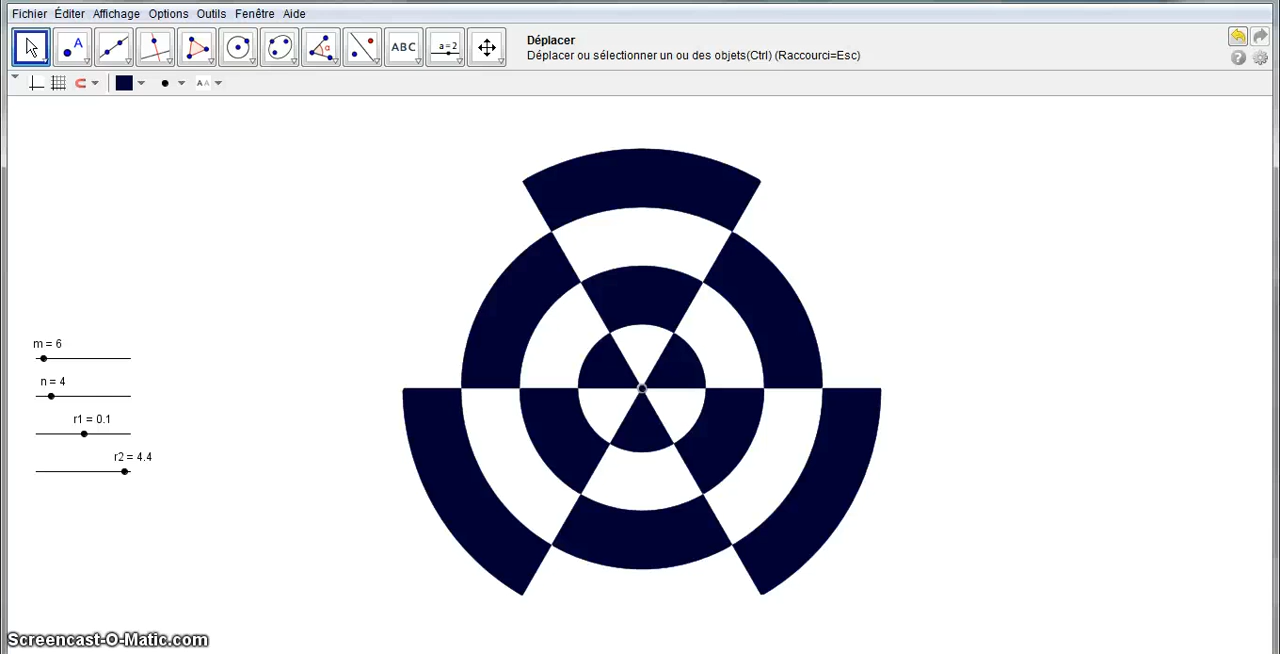 Fichier Éditer Affichage Options Outils Fenêtre Aide
A
α
ABC
a=2
Déplacer
Déplacer ou sélectionner un ou des objets(Ctrl) (Raccourci=Esc)
?
AA
m = 6
n = 4
r1 = 0.1
r2 = 4.4
Screencast-O-Matic.com